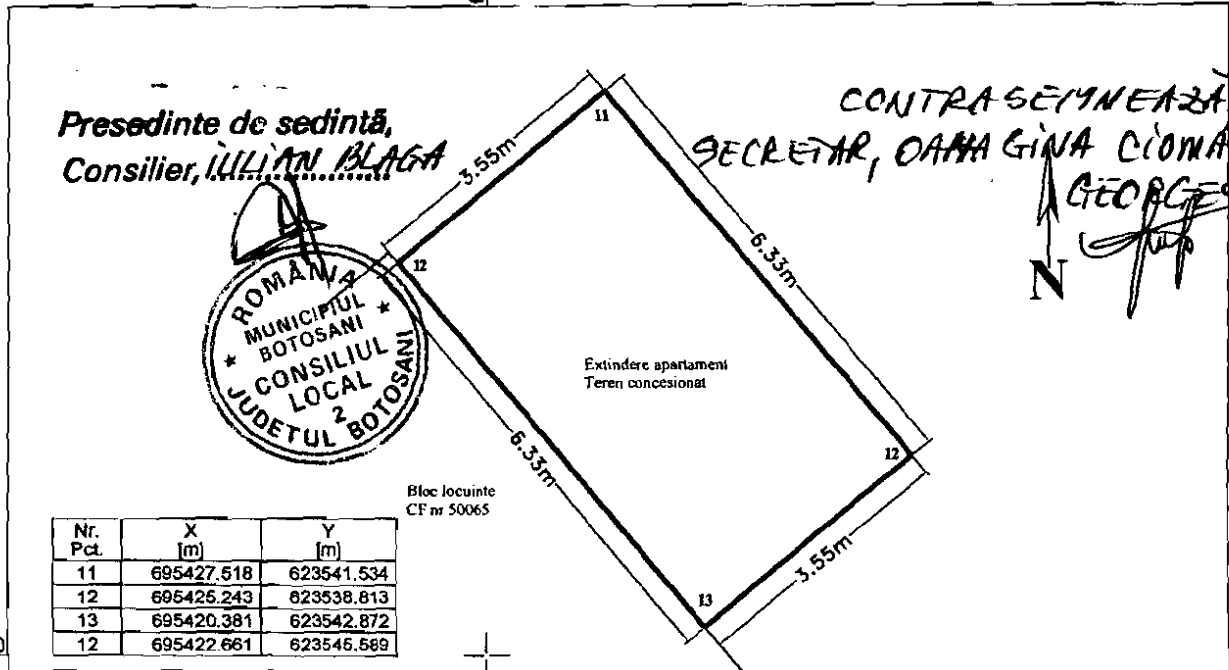 Presedinte de sedintă,
Consilier, IULIAN BLAGA
CONTRASEMNEAZĂ
SECRETAR, OANA GINA
GEORGE
N
3.55m
6.33m
6.33m
3.55m
11
12
12
13
Extindere apartament
Teren concesionat
Bloc locuinte
CF nr 50065
ROMÂNIA
MUNICIPIUL
BOTOSANI
CONSILIUL
LOCAL
2
JUDETUL BOTOSANI
Nr. Pct. X [m] Y [m]
11 695427.518 623541.534
12 695425.243 623538.813
13 695420.381 623542.872
12 695422.661 623545.589